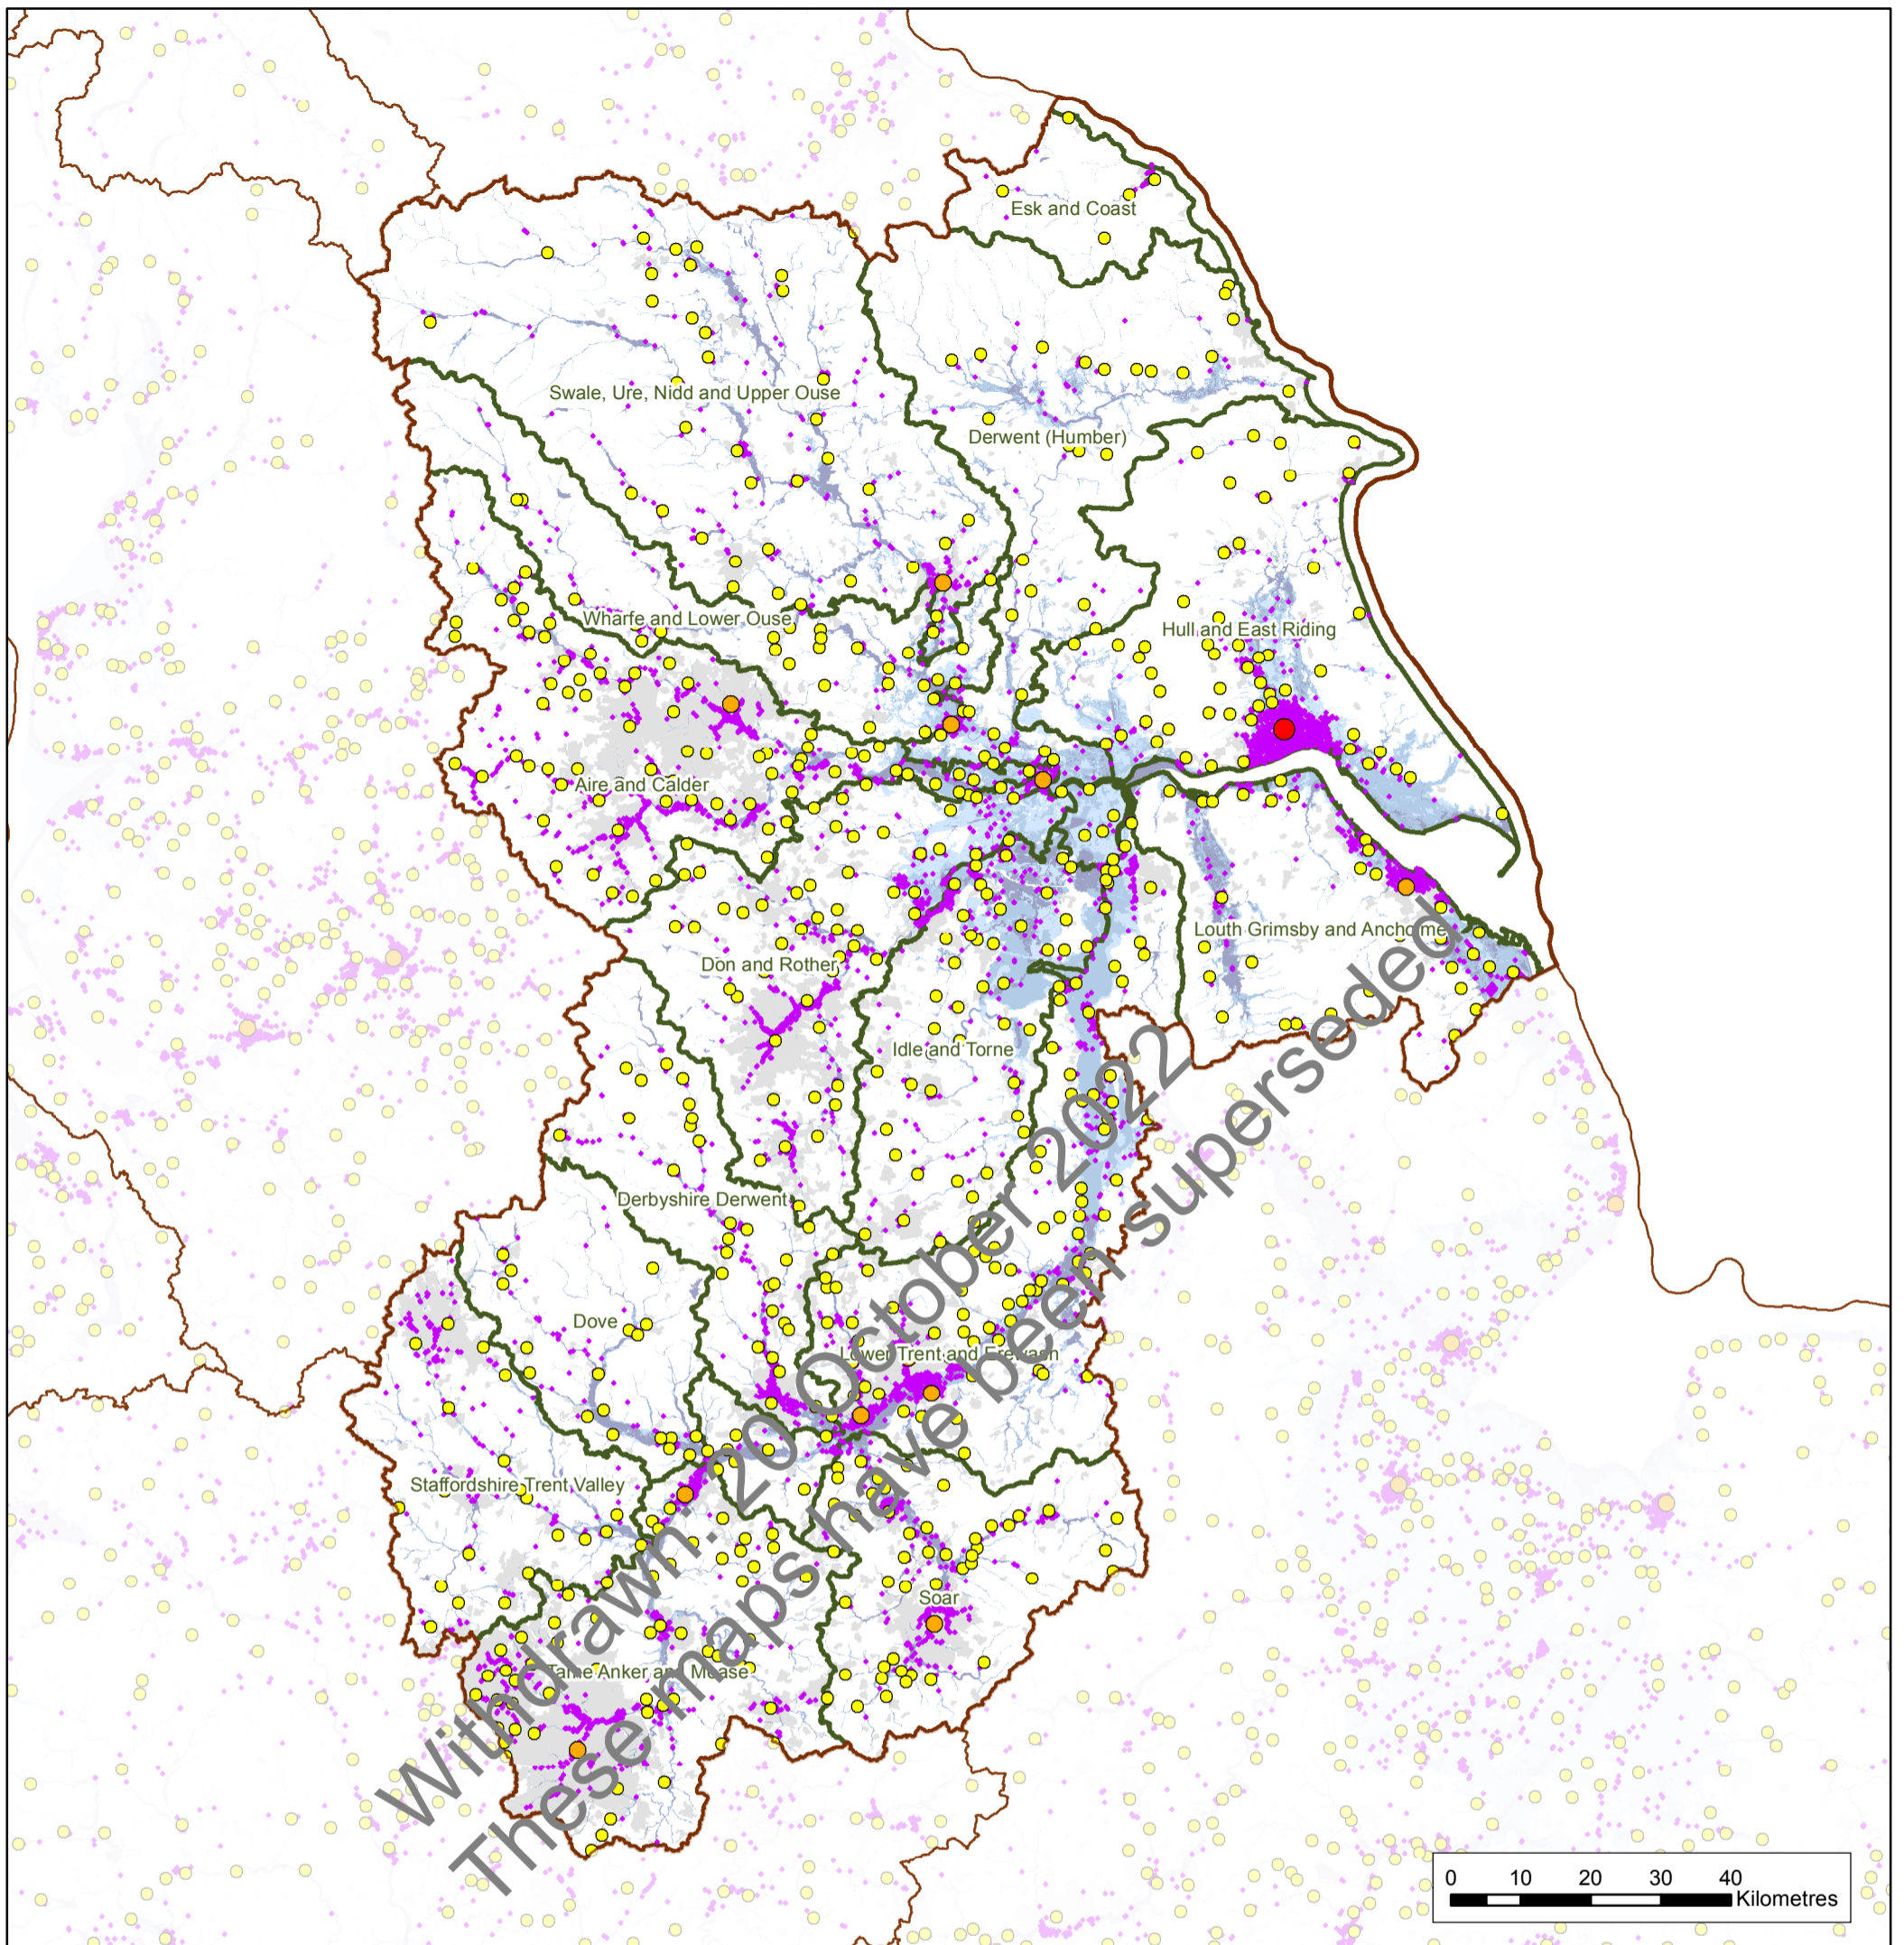 Esk and Coast
Swale, Ure, Nidd and Upper Ouse
Derwent (Humber)
Wharfe and Lower Ouse
Hull and East Riding
Aire and Calder
Louth Grimsby and Ancholme
Don and Rother
Idle and Torne
Derbyshire Derwent
Dove
Lower Trent and Erewash
Staffordshire Trent Valley
Soar
Tame Anker and Mease
Withdrawn: 20 October 2022
These maps have been superseded
0 10 20 30 40
Kilometres